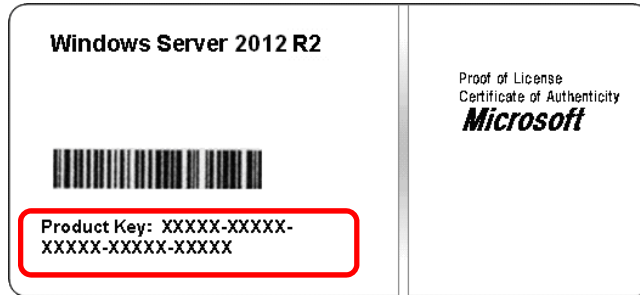 Windows Server 2012 R2
Proof of License
Certificate of Authenticity
Microsoft
Product Key: XXXXX-XXXXX-
XXXXX-XXXXX-XXXXX